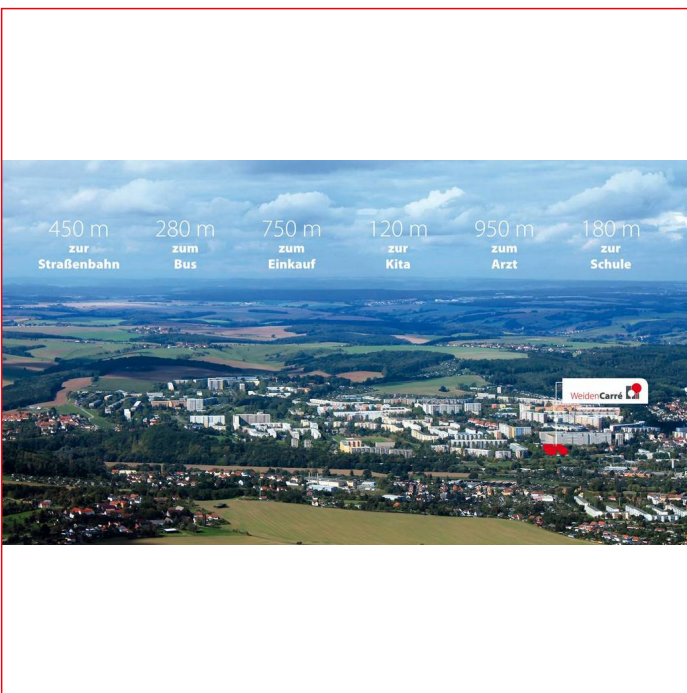 450 m
zur
Straßenbahn
280 m
zum
Bus
750 m
zum
Einkauf
120 m
zur
Kita
950 m
zum
Arzt
180 m
zur
Schule
WeidenCarré